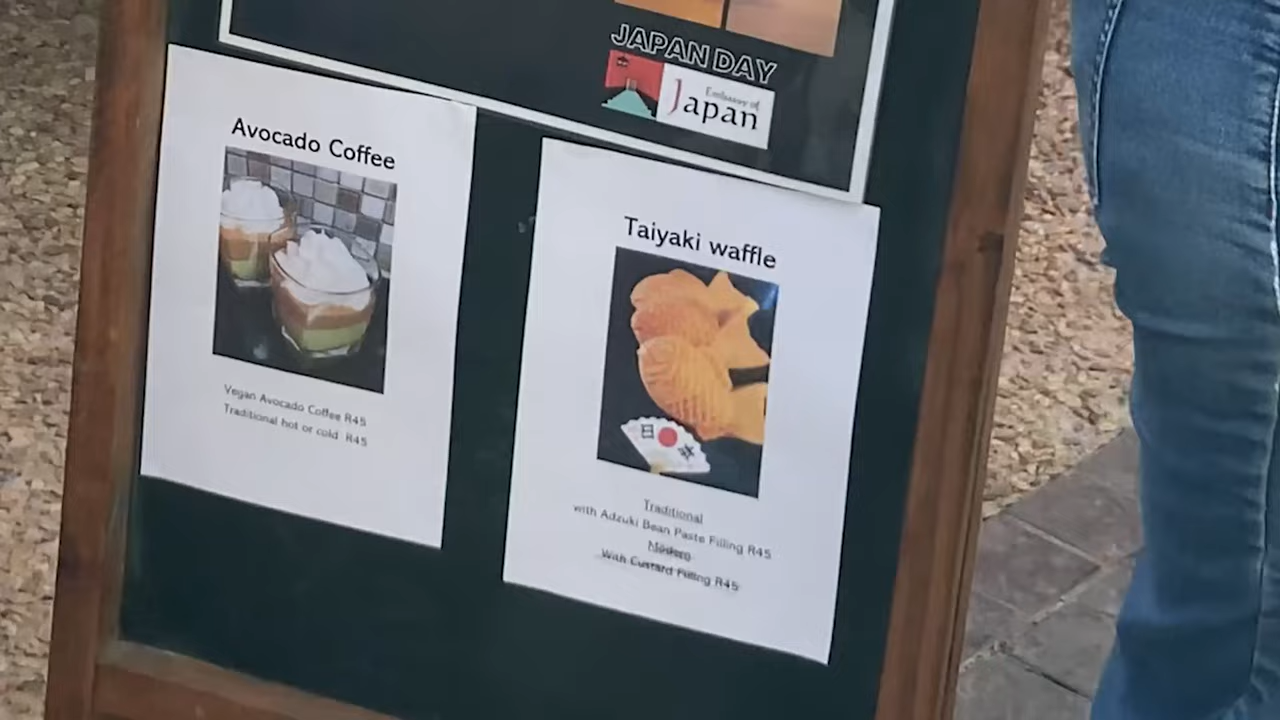 JAPAN DAY
Embassy of
Japan
Avocado Coffee
Vegan Avocado Coffee R45
Traditional hot or cold R45
Taiyaki waffle
日
Traditional
with Adzuki Bean Paste Filling R45
Modern
With Custard Filling R45